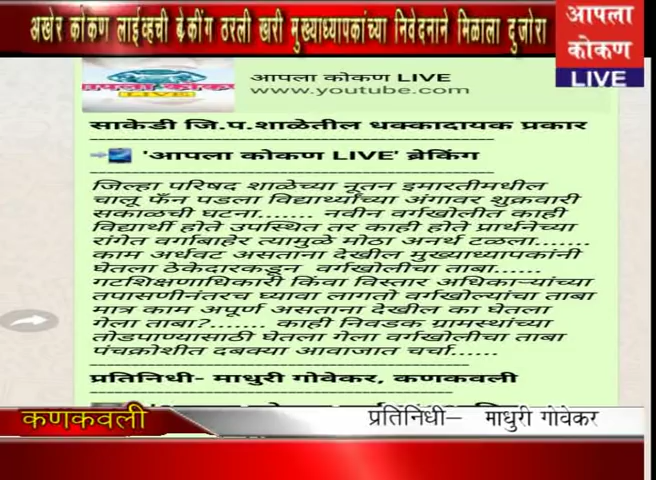 अखेर कोकण लाईव्हची ब्रेकींग ठरली खरी मुख्याध्यापकांच्या निवेदनाने मिळाला दुजोरा
आपला
कोकण
LIVE
आपला कोकण LIVE
www.youtube.com
साकेडी जि.प.शाळेतील धक्कादायक प्रकार
'आपला कोकण LIVE' ब्रेकिंग
जिल्हा परिषद शाळेच्या नूतन इमारतीमधील
चालू फॅन पडला विद्यार्थ्यांच्या अंगावर शुक्रवारी
सकाळची घटना....... नवीन वर्गखोलीत काही
विद्यार्थी होते उपस्थित तर काही होते प्रार्थनेच्या
रांगेत वर्गाबाहेर त्यामुळे मोठा अनर्थ टळला.......
काम अर्धवट असताना देखील मुख्याध्यापकांनी
घेतला ठेकेदारकडून वर्गखोलीचा ताबा......
गटशिक्षणाधिकारी किंवा विस्तार अधिकाऱ्यांच्या
तपासणीनंतरच घ्यावा लागतो वर्गखोल्यांचा ताबा
मात्र काम अपूर्ण असताना देखील का घेतला
गेला ताबा?....... काही निवडक ग्रामस्थांच्या
तोडपाण्यासाठी घेतला गेला वर्गखोलीचा ताबा
पंचक्रोशीत दबक्या आवाजात चर्चा......
प्रतिनिधी- माधुरी गोवेकर, कणकवली
कणकवली
प्रतिनिधी– माधुरी गोवेकर